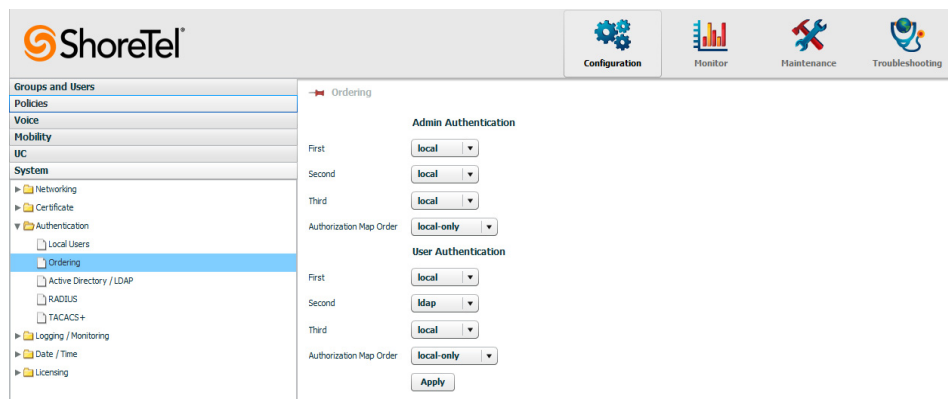 ShoreTel
Configuration
Monitor
Maintenance
Troubleshooting
Groups and Users
Policies
Voice
Mobility
UC
System
Networking
Certificate
Authentication
Local Users
Ordering
Active Directory / LDAP
RADIUS
TACACS+
Logging / Monitoring
Date / Time
Licensing
Ordering
Admin Authentication
First local
Second local
Third local
Authorization Map Order local-only
User Authentication
First local
Second ldap
Third local
Authorization Map Order local-only
Apply